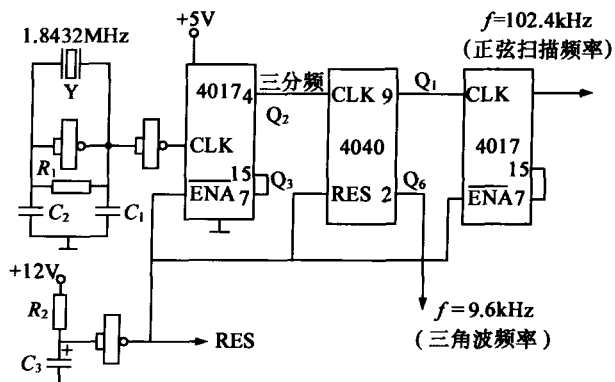 +5V
f=102.4kHz
(正弦扫描频率)
1.8432MHz
Y
4017
4
三分频
Q2
CLK
15
Q3
ENA
7
CLK
9
Q1
4040
RES
2
Q6
CLK
4017
15
ENA
7
R1
C2
C1
+12V
R2
C3
+
RES
f=9.6kHz
(三角波频率)